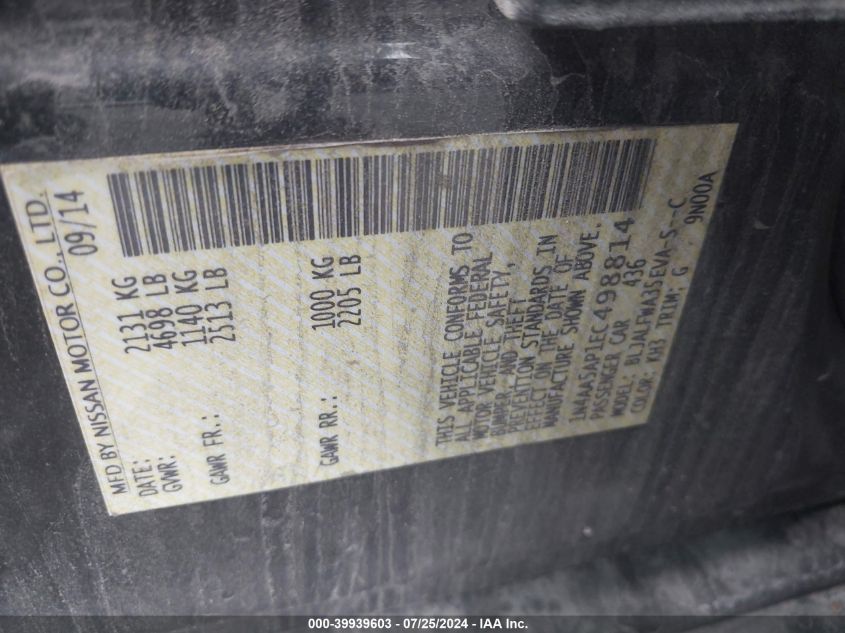 MFD BY NISSAN MOTOR CO., LTD.
DATE: 09/14
GVWR: 2131 KG
4698 LB
GAWR FR.: 1140 KG
2513 LB
GAWR RR.: 1000 KG
2205 LB
THIS VEHICLE CONFORMS TO
ALL APPLICABLE FEDERAL
MOTOR VEHICLE SAFETY,
BUMPER, AND THEFT
PREVENTION STANDARDS IN
EFFECT ON THE DATE OF
MANUFACTURE SHOWN ABOVE.
1N4AA5AP1EC498814
PASSENGER CAR 436
MODEL: BLJALFWA35EVA-S--C
COLOR: KH3 TRIM: G 9N00A
000-39939603 / 07/25/2024 - IAA Inc.